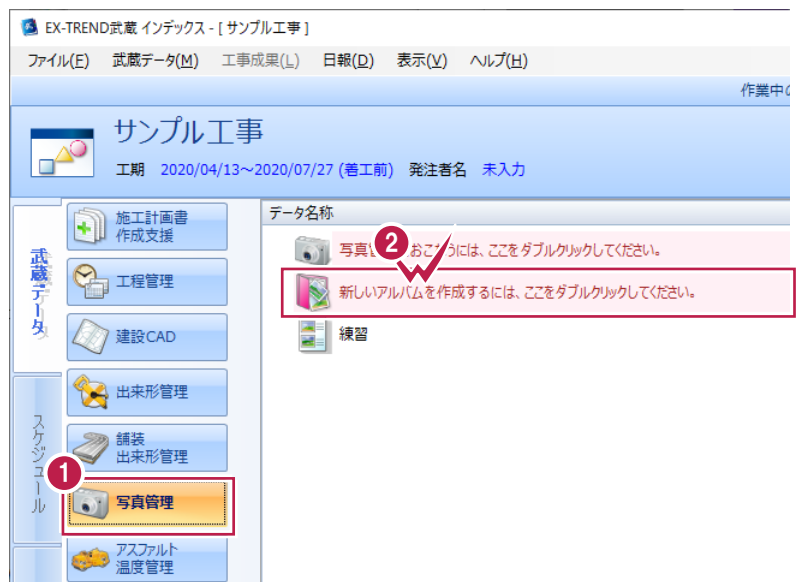 EX-TREND武蔵 インデックス - [ サンプル工事 ]
ファイル(F) 武蔵データ(M) 工事成果(L) 日報(D) 表示(V) ヘルプ(H)
作業中の
サンプル工事
工期 2020/04/13～2020/07/27 (着工前) 発注者名 未入力
武蔵データ
スケジュール
施工計画書
作成支援
工程管理
建設CAD
出来形管理
舗装
出来形管理
1
写真管理
アスファルト
温度管理
データ名称
2
写真 おこなうには、ここをダブルクリックしてください。
新しいアルバムを作成するには、ここをダブルクリックしてください。
練習